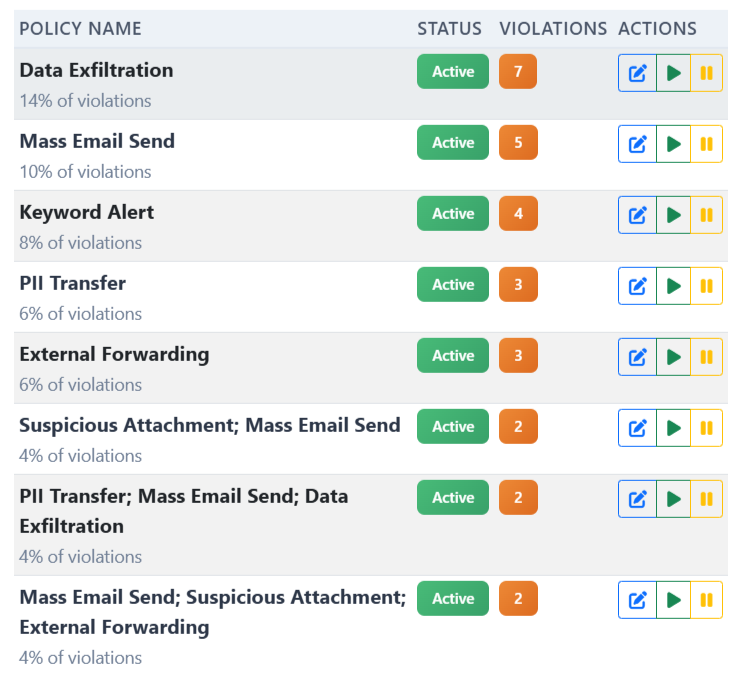 POLICY NAME STATUS VIOLATIONS ACTIONS
Data Exfiltration Active 7
14% of violations
Mass Email Send Active 5
10% of violations
Keyword Alert Active 4
8% of violations
PII Transfer Active 3
6% of violations
External Forwarding Active 3
6% of violations
Suspicious Attachment; Mass Email Send Active 2
4% of violations
PII Transfer; Mass Email Send; Data Active 2
Exfiltration
4% of violations
Mass Email Send; Suspicious Attachment; Active 2
External Forwarding
4% of violations